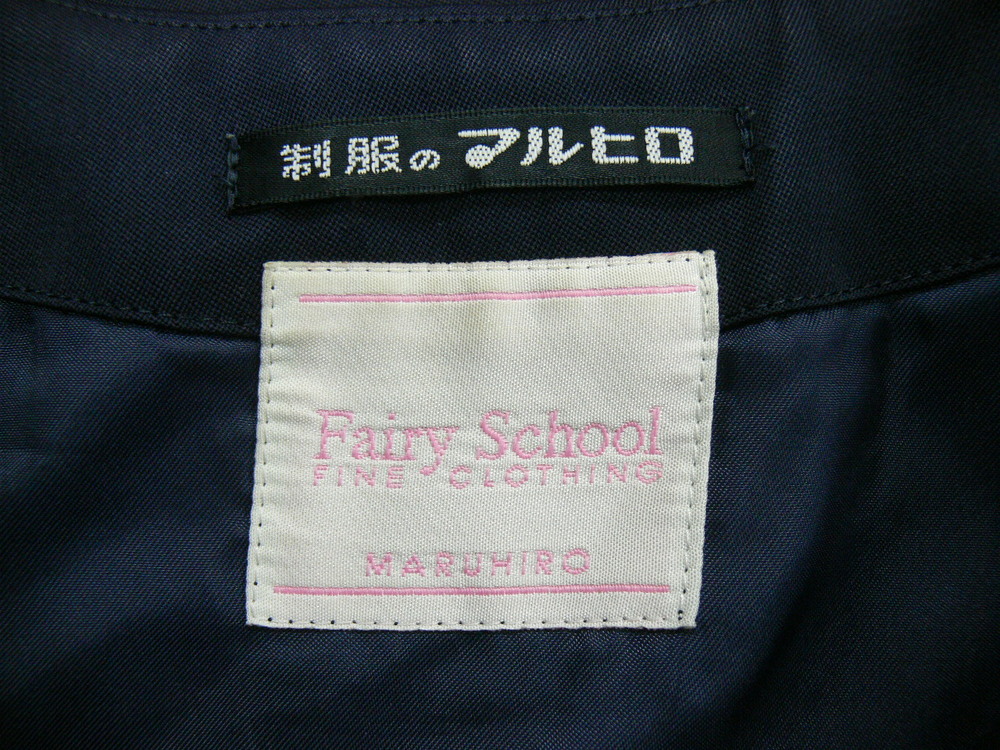 制服のマルヒロ
Fairy School
FINE CLOTHING
MARUHIRO